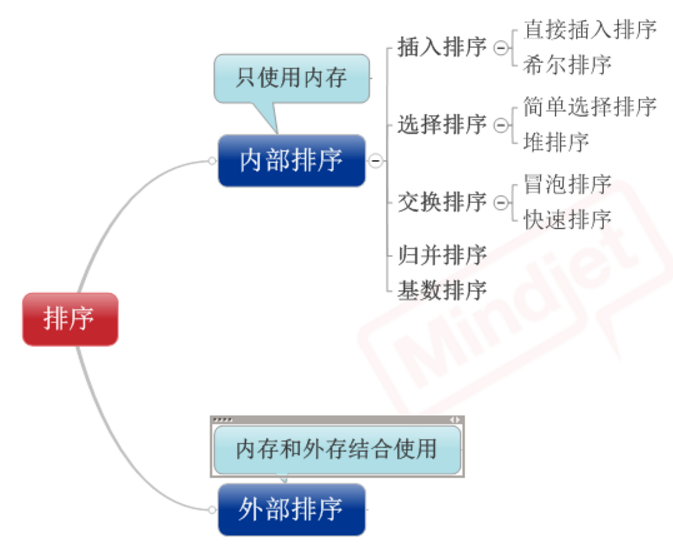 只使用内存
内部排序
插入排序
直接插入排序
希尔排序
选择排序
简单选择排序
堆排序
交换排序
冒泡排序
快速排序
归并排序
基数排序
排序
内存和外存结合使用
外部排序
Mindjet